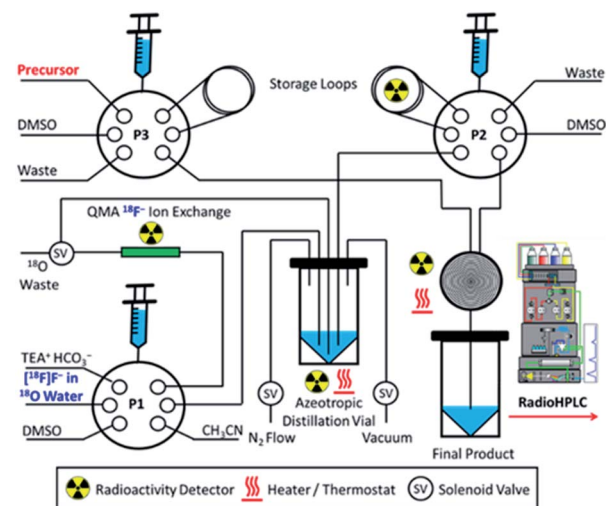 Precursor
Storage Loops
Waste
DMSO
P3
P2
DMSO
Waste
QMA ¹⁸F⁻ Ion Exchange
SV
¹⁸O
Waste
TEA⁺ HCO₃⁻
[¹⁸F]F⁻ in
¹⁸O Water
P1
DMSO
CH₃CN
SV
N₂ Flow
Azeotropic
Distillation Vial
SV
Vacuum
RadioHPLC
Final Product
Radioactivity Detector
Heater / Thermostat
SV
Solenoid Valve